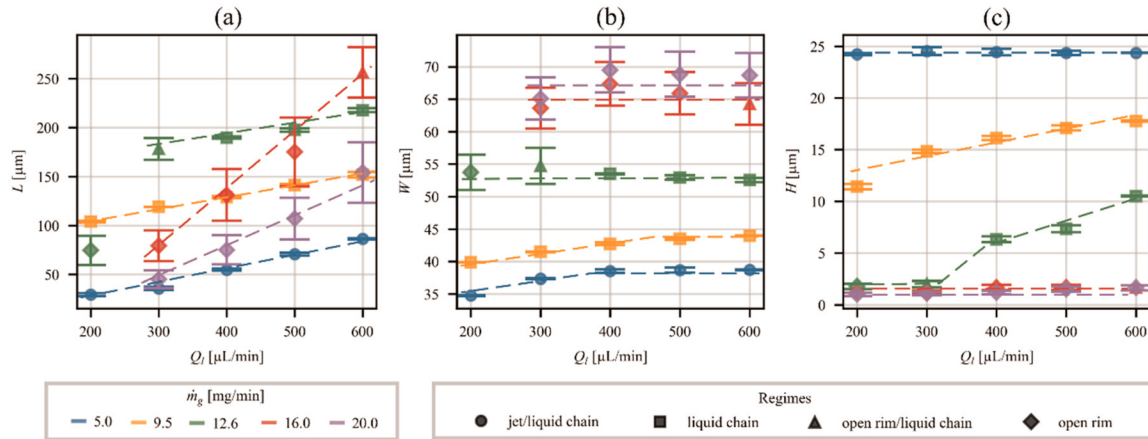 (a) (b) (c)
250
200
150
100
50
L [µm]
200 300 400 500 600
Q_l [µL/min]
70
65
60
55
50
45
40
35
W [µm]
200 300 400 500 600
Q_l [µL/min]
25
20
15
10
5
0
H [µm]
200 300 400 500 600
Q_l [µL/min]
ṁ_g [mg/min]
5.0 9.5 12.6 16.0 20.0
Regimes
jet/liquid chain liquid chain open rim/liquid chain open rim